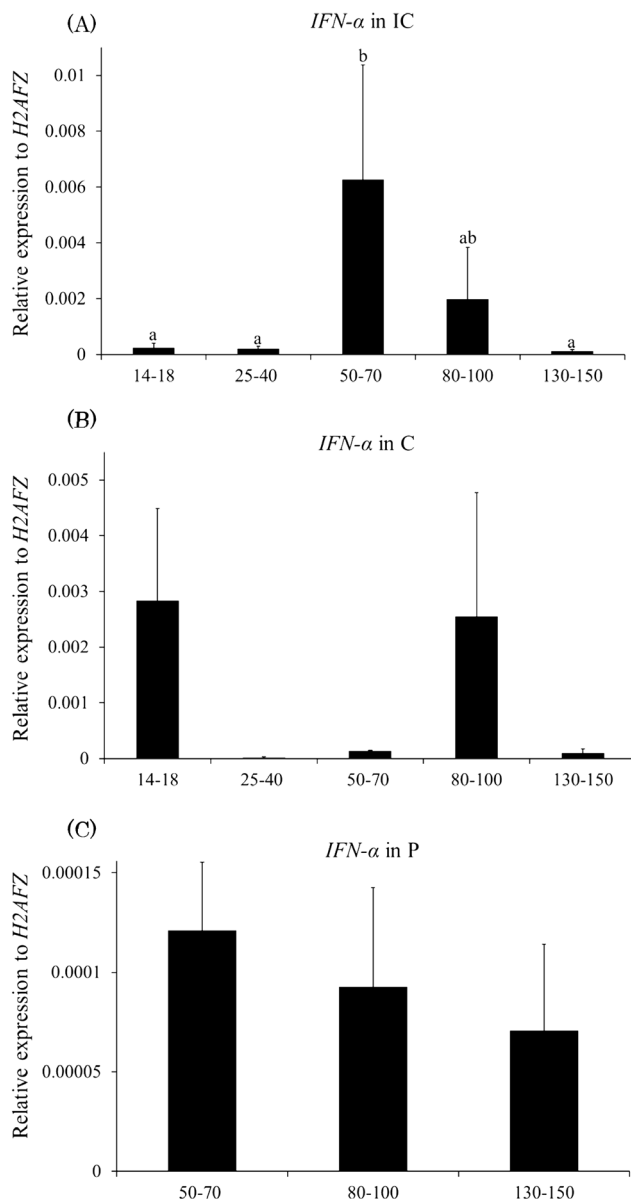 (A)
IFN-α in IC
Relative expression to H2AFZ
0.01
0.008
0.006
0.004
0.002
0
a
a
b
ab
a
14-18
25-40
50-70
80-100
130-150
(B)
IFN-α in C
Relative expression to H2AFZ
0.005
0.004
0.003
0.002
0.001
0
14-18
25-40
50-70
80-100
130-150
(C)
IFN-α in P
Relative expression to H2AFZ
0.00015
0.0001
0.00005
0
50-70
80-100
130-150